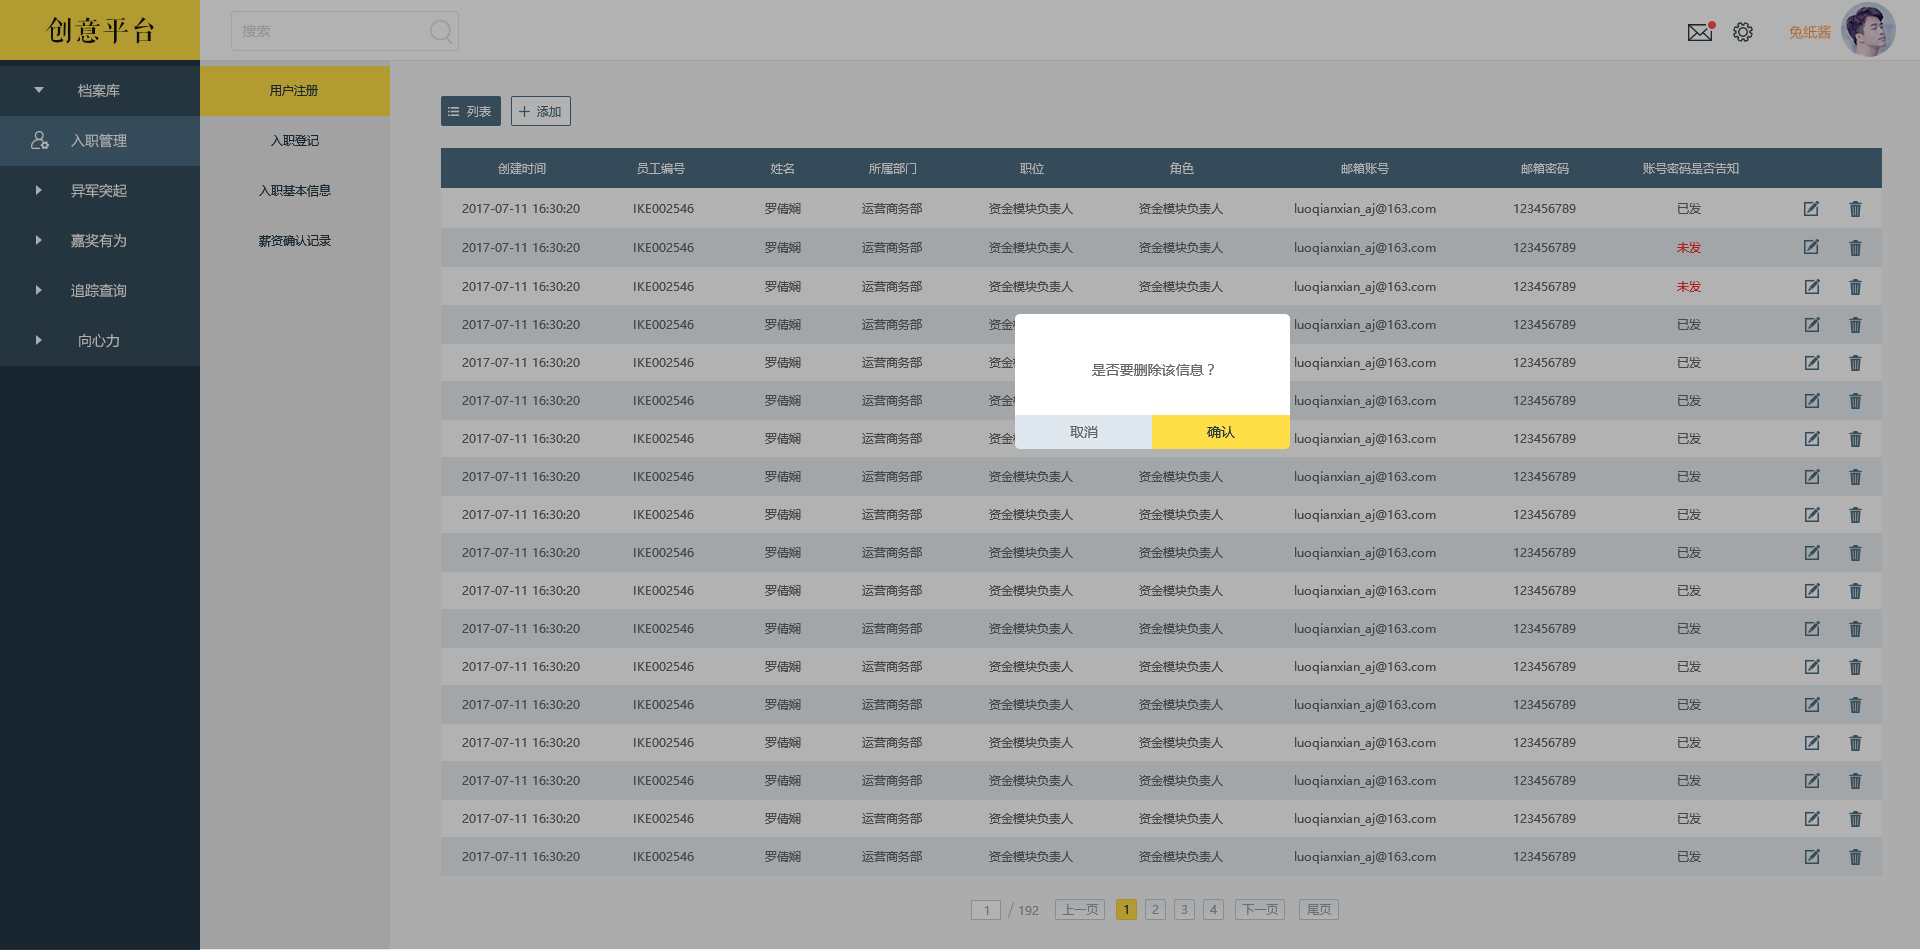 创意平台
搜索
兔纸酱
档案库
入职管理
异军突起
嘉奖有为
追踪查询
向心力
用户注册
入职登记
入职基本信息
薪资确认记录
列表 添加
创建时间 员工编号 姓名 所属部门 职位 角色 邮箱账号 邮箱密码 账号密码是否告知
2017-07-11 16:30:20 IKE002546 罗倩娴 运营商务部 资金模块负责人 资金模块负责人 luoqianxian_aj@163.com 123456789 已发
2017-07-11 16:30:20 IKE002546 罗倩娴 运营商务部 资金模块负责人 资金模块负责人 luoqianxian_aj@163.com 123456789 未发
2017-07-11 16:30:20 IKE002546 罗倩娴 运营商务部 资金模块负责人 资金模块负责人 luoqianxian_aj@163.com 123456789 未发
2017-07-11 16:30:20 IKE002546 罗倩娴 运营商务部 资金 luoqianxian_aj@163.com 123456789 已发
2017-07-11 16:30:20 IKE002546 罗倩娴 运营商务部 资金 luoqianxian_aj@163.com 123456789 已发
2017-07-11 16:30:20 IKE002546 罗倩娴 运营商务部 资金 luoqianxian_aj@163.com 123456789 已发
2017-07-11 16:30:20 IKE002546 罗倩娴 运营商务部 资金 luoqianxian_aj@163.com 123456789 已发
2017-07-11 16:30:20 IKE002546 罗倩娴 运营商务部 资金模块负责人 资金模块负责人 luoqianxian_aj@163.com 123456789 已发
2017-07-11 16:30:20 IKE002546 罗倩娴 运营商务部 资金模块负责人 资金模块负责人 luoqianxian_aj@163.com 123456789 已发
2017-07-11 16:30:20 IKE002546 罗倩娴 运营商务部 资金模块负责人 资金模块负责人 luoqianxian_aj@163.com 123456789 已发
2017-07-11 16:30:20 IKE002546 罗倩娴 运营商务部 资金模块负责人 资金模块负责人 luoqianxian_aj@163.com 123456789 已发
2017-07-11 16:30:20 IKE002546 罗倩娴 运营商务部 资金模块负责人 资金模块负责人 luoqianxian_aj@163.com 123456789 已发
2017-07-11 16:30:20 IKE002546 罗倩娴 运营商务部 资金模块负责人 资金模块负责人 luoqianxian_aj@163.com 123456789 已发
2017-07-11 16:30:20 IKE002546 罗倩娴 运营商务部 资金模块负责人 资金模块负责人 luoqianxian_aj@163.com 123456789 已发
2017-07-11 16:30:20 IKE002546 罗倩娴 运营商务部 资金模块负责人 资金模块负责人 luoqianxian_aj@163.com 123456789 已发
2017-07-11 16:30:20 IKE002546 罗倩娴 运营商务部 资金模块负责人 资金模块负责人 luoqianxian_aj@163.com 123456789 已发
2017-07-11 16:30:20 IKE002546 罗倩娴 运营商务部 资金模块负责人 资金模块负责人 luoqianxian_aj@163.com 123456789 已发
2017-07-11 16:30:20 IKE002546 罗倩娴 运营商务部 资金模块负责人 资金模块负责人 luoqianxian_aj@163.com 123456789 已发
是否要删除该信息？
取消 确认
1 / 192 上一页 1 2 3 4 下一页 尾页